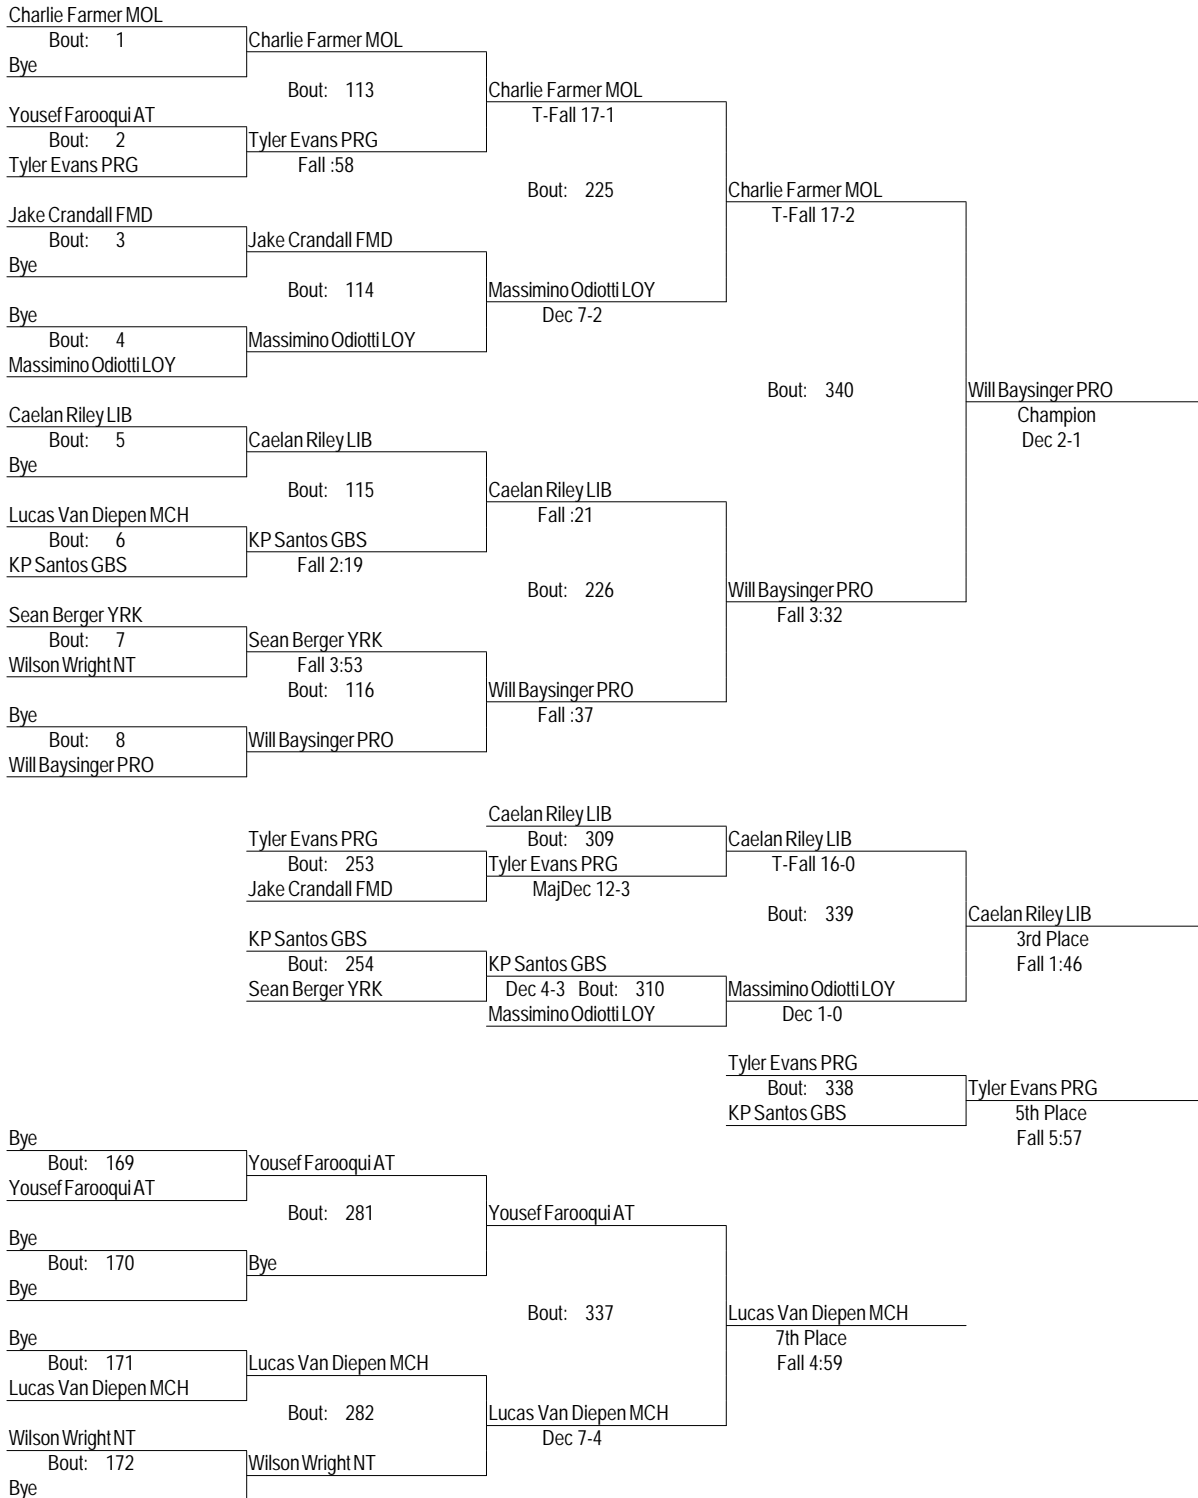 Charlie Farmer MOL
Bout: 1
Bye
Charlie Farmer MOL
Bout: 113
Yousef Farooqui AT
Bout: 2
Tyler Evans PRG
Tyler Evans PRG
Fall :58
Charlie Farmer MOL
T-Fall 17-1
Bout: 225
Jake Crandall FMD
Bout: 3
Bye
Jake Crandall FMD
Bout: 114
Bye
Bout: 4
Massimino Odiotti LOY
Massimino Odiotti LOY
Massimino Odiotti LOY
Dec 7-2
Charlie Farmer MOL
T-Fall 17-2
Bout: 340
Caelan Riley LIB
Bout: 5
Bye
Caelan Riley LIB
Bout: 115
Lucas Van Diepen MCH
Bout: 6
KP Santos GBS
KP Santos GBS
Fall 2:19
Caelan Riley LIB
Fall :21
Bout: 226
Sean Berger YRK
Bout: 7
Wilson Wright NT
Sean Berger YRK
Fall 3:53
Bout: 116
Bye
Bout: 8
Will Baysinger PRO
Will Baysinger PRO
Will Baysinger PRO
Fall :37
Will Baysinger PRO
Fall 3:32
Will Baysinger PRO
Champion
Dec 2-1
Caelan Riley LIB
Bout: 309
Tyler Evans PRG
Bout: 253
Jake Crandall FMD
Tyler Evans PRG
MajDec 12-3
Caelan Riley LIB
T-Fall 16-0
Bout: 339
KP Santos GBS
Bout: 254
Sean Berger YRK
KP Santos GBS
Dec 4-3 Bout: 310
Massimino Odiotti LOY
Massimino Odiotti LOY
Dec 1-0
Caelan Riley LIB
3rd Place
Fall 1:46
Tyler Evans PRG
Bout: 338
KP Santos GBS
Tyler Evans PRG
5th Place
Fall 5:57
Bye
Bout: 169
Yousef Farooqui AT
Yousef Farooqui AT
Bout: 281
Bye
Bout: 170
Bye
Bye
Yousef Farooqui AT
Bout: 337
Bye
Bout: 171
Lucas Van Diepen MCH
Lucas Van Diepen MCH
Bout: 282
Wilson Wright NT
Bout: 172
Bye
Wilson Wright NT
Lucas Van Diepen MCH
Dec 7-4
Lucas Van Diepen MCH
7th Place
Fall 4:59